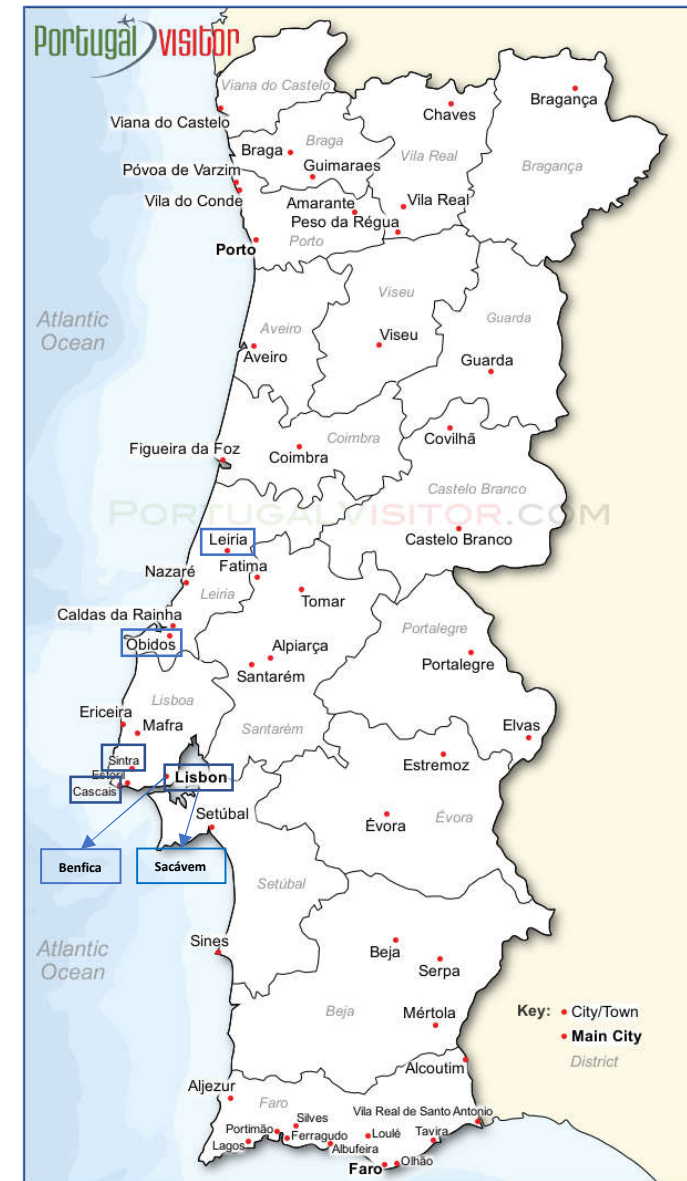 Portugal visitor
Viana do Castelo
Bragança
Chaves
Viana do Castelo
Braga
Braga
Vila Real
Bragança
Guimaraes
Póvoa de Varzim
Vila do Conde
Amarante
Vila Real
Peso da Régua
Porto
Porto
Viseu
Atlantic
Ocean
Aveiro
Guarda
Viseu
Aveiro
Guarda
Figueira da Foz
Coimbra
Covilhã
Coimbra
Castelo Branco
PORTUGALVISITOR.COM
Leiria
Castelo Branco
Fatima
Nazaré
Leiria
Tomar
Caldas da Rainha
Portalegre
Obidos
Alpiarça
Portalegre
Santarém
Lisboa
Ericeira
Mafra
Santarém
Elvas
Sintra
Estoril
Lisbon
Estremoz
Cascais
Setúbal
Évora
Évora
Benfica
Sacávem
Setúbal
Sines
Atlantic
Ocean
Beja
Serpa
Beja
Mértola
Key:
City/Town
Main City
District
Alcoutim
Aljezur
Faro
Silves
Vila Real de Santo Antonio
Portimão
Ferragudo
Loulé
Tavira
Lagos
Albufeira
Faro
Olhão